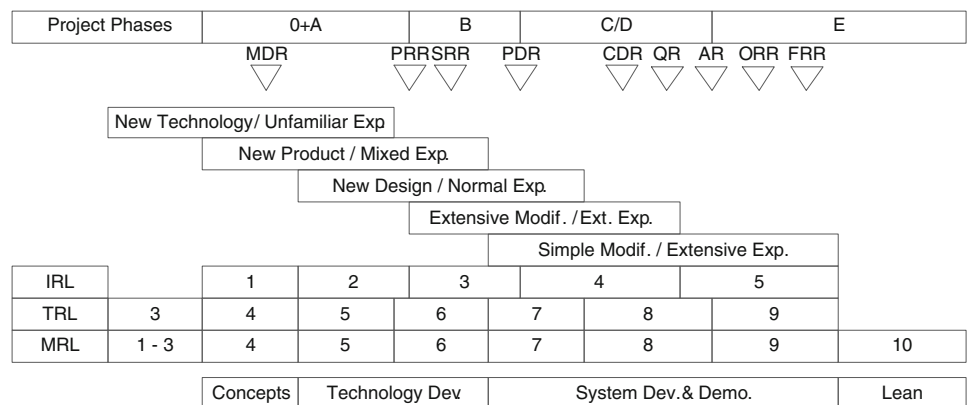 Project Phases 0+A B C/D E
MDR PRR SRR PDR CDR QR AR ORR FRR
New Technology/ Unfamiliar Exp
New Product / Mixed Exp.
New Design / Normal Exp.
Extensive Modif. / Ext. Exp.
Simple Modif. / Extensive Exp.
IRL 1 2 3 4 5
TRL 3 4 5 6 7 8 9
MRL 1 - 3 4 5 6 7 8 9 10
Concepts Technology Dev. System Dev.& Demo. Lean